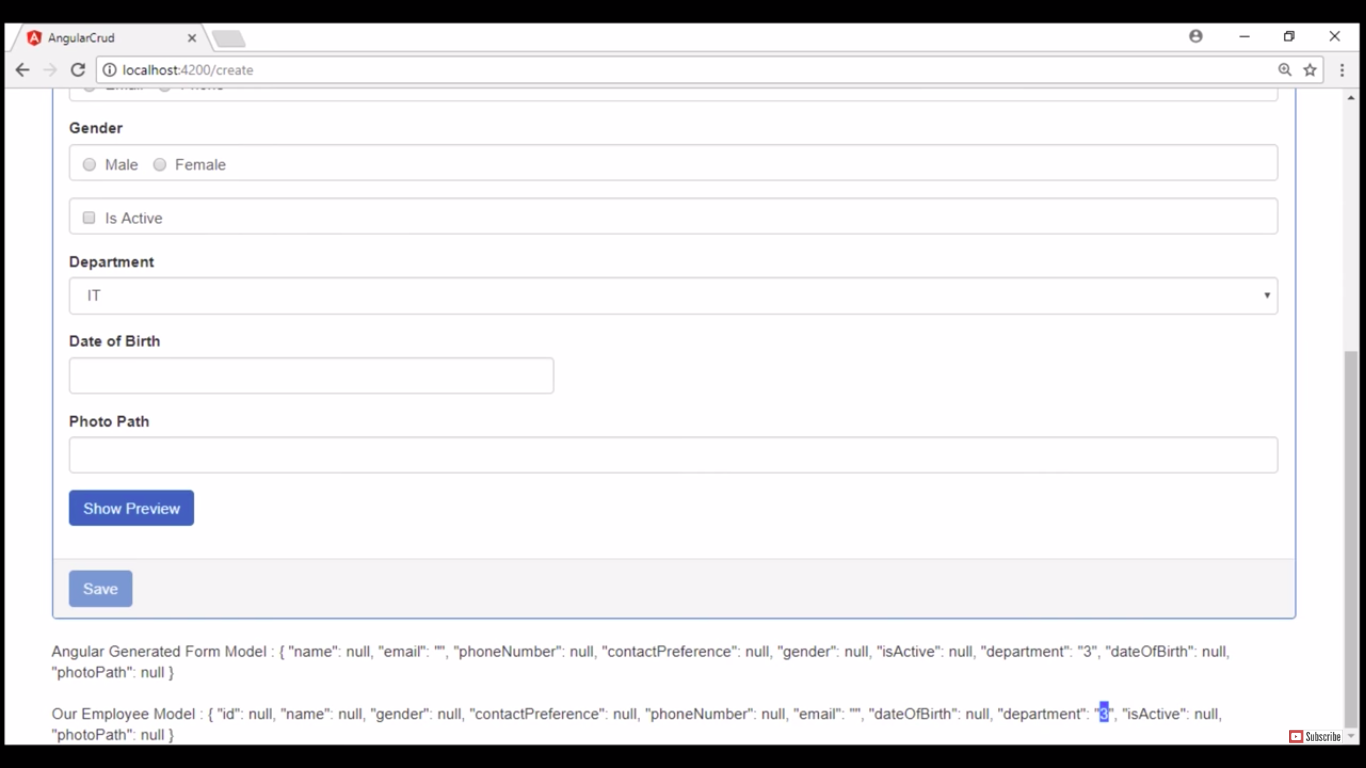 AngularCrud
localhost:4200/create
Email Phone
Gender
Male Female
Is Active
Department
IT
Date of Birth
Photo Path
Show Preview
Save
Angular Generated Form Model : { "name": null, "email": "", "phoneNumber": null, "contactPreference": null, "gender": null, "isActive": null, "department": "3", "dateOfBirth": null,
"photoPath": null }
Our Employee Model : { "id": null, "name": null, "gender": null, "contactPreference": null, "phoneNumber": null, "email": "", "dateOfBirth": null, "department": "3", "isActive": null,
"photoPath": null }
Subscribe